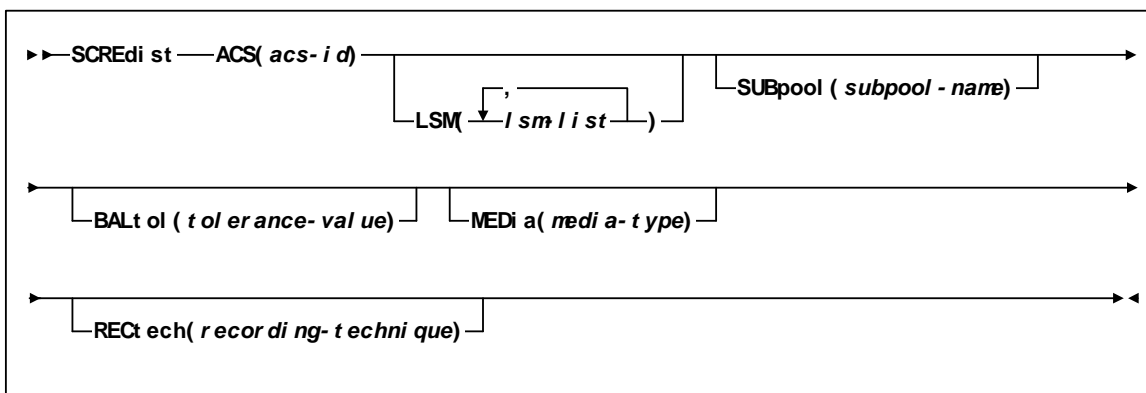 SCREdist ACS(acs-id)
,
SUBpool(subpool-name)
LSM( lsm-list )
BALtol(tolerance-value) MEDia(media-type)
RECtech(recording-technique)